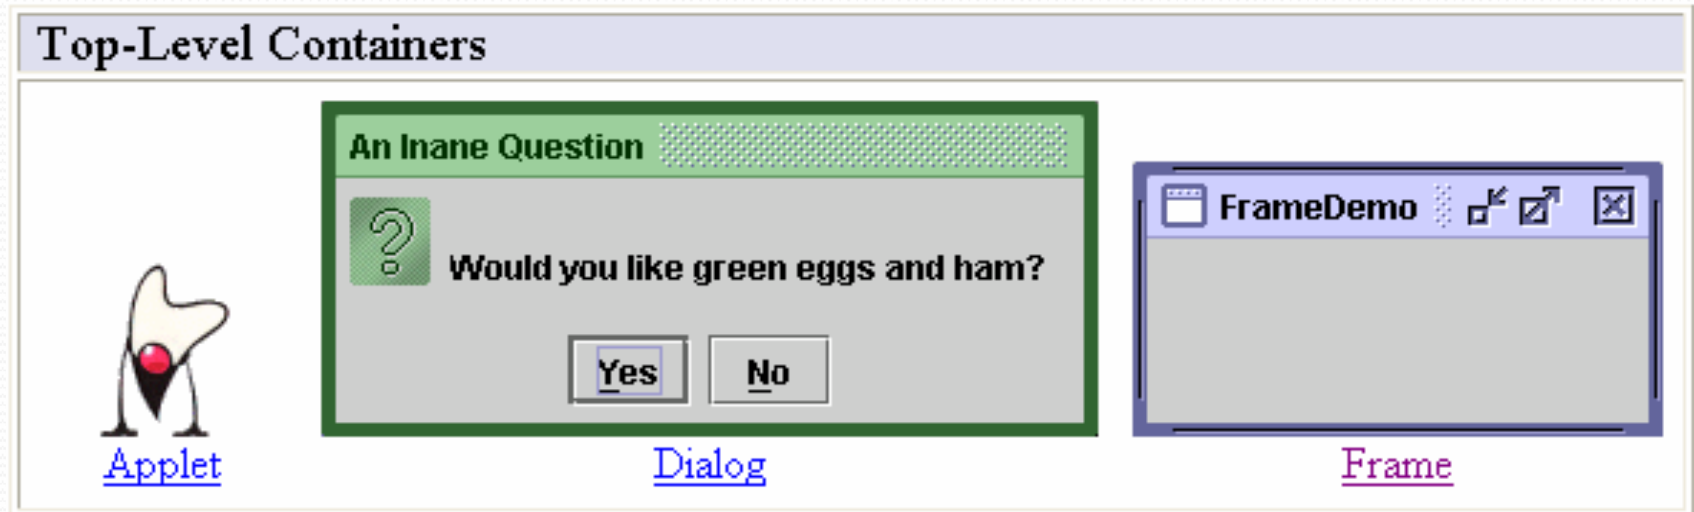 Top-Level Containers
An Inane Question
Would you like green eggs and ham?
Yes No
FrameDemo
Applet Dialog Frame